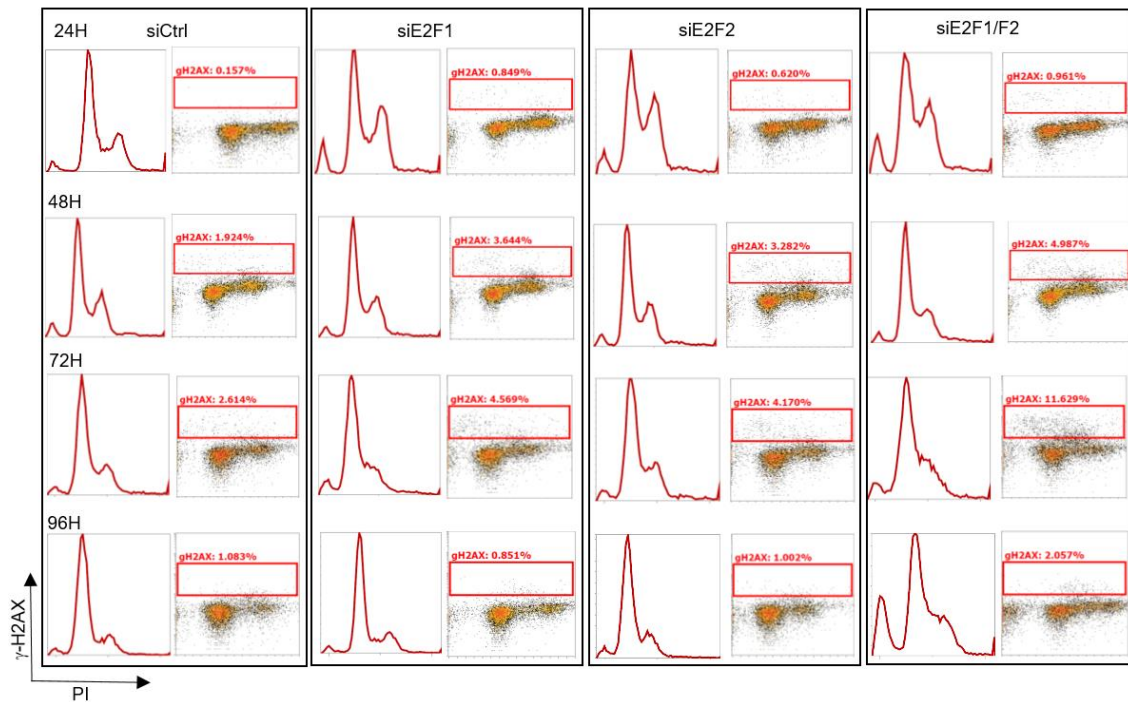 24H siCtrl siE2F1 siE2F2 siE2F1/F2
gH2AX: 0.157% gH2AX: 0.849% gH2AX: 0.620% gH2AX: 0.961%
48H
gH2AX: 1.924% gH2AX: 3.644% gH2AX: 3.282% gH2AX: 4.987%
72H
gH2AX: 2.614% gH2AX: 4.569% gH2AX: 4.170% gH2AX: 11.629%
96H
gH2AX: 1.083% gH2AX: 0.851% gH2AX: 1.002% gH2AX: 2.057%
γ-H2AX
PI